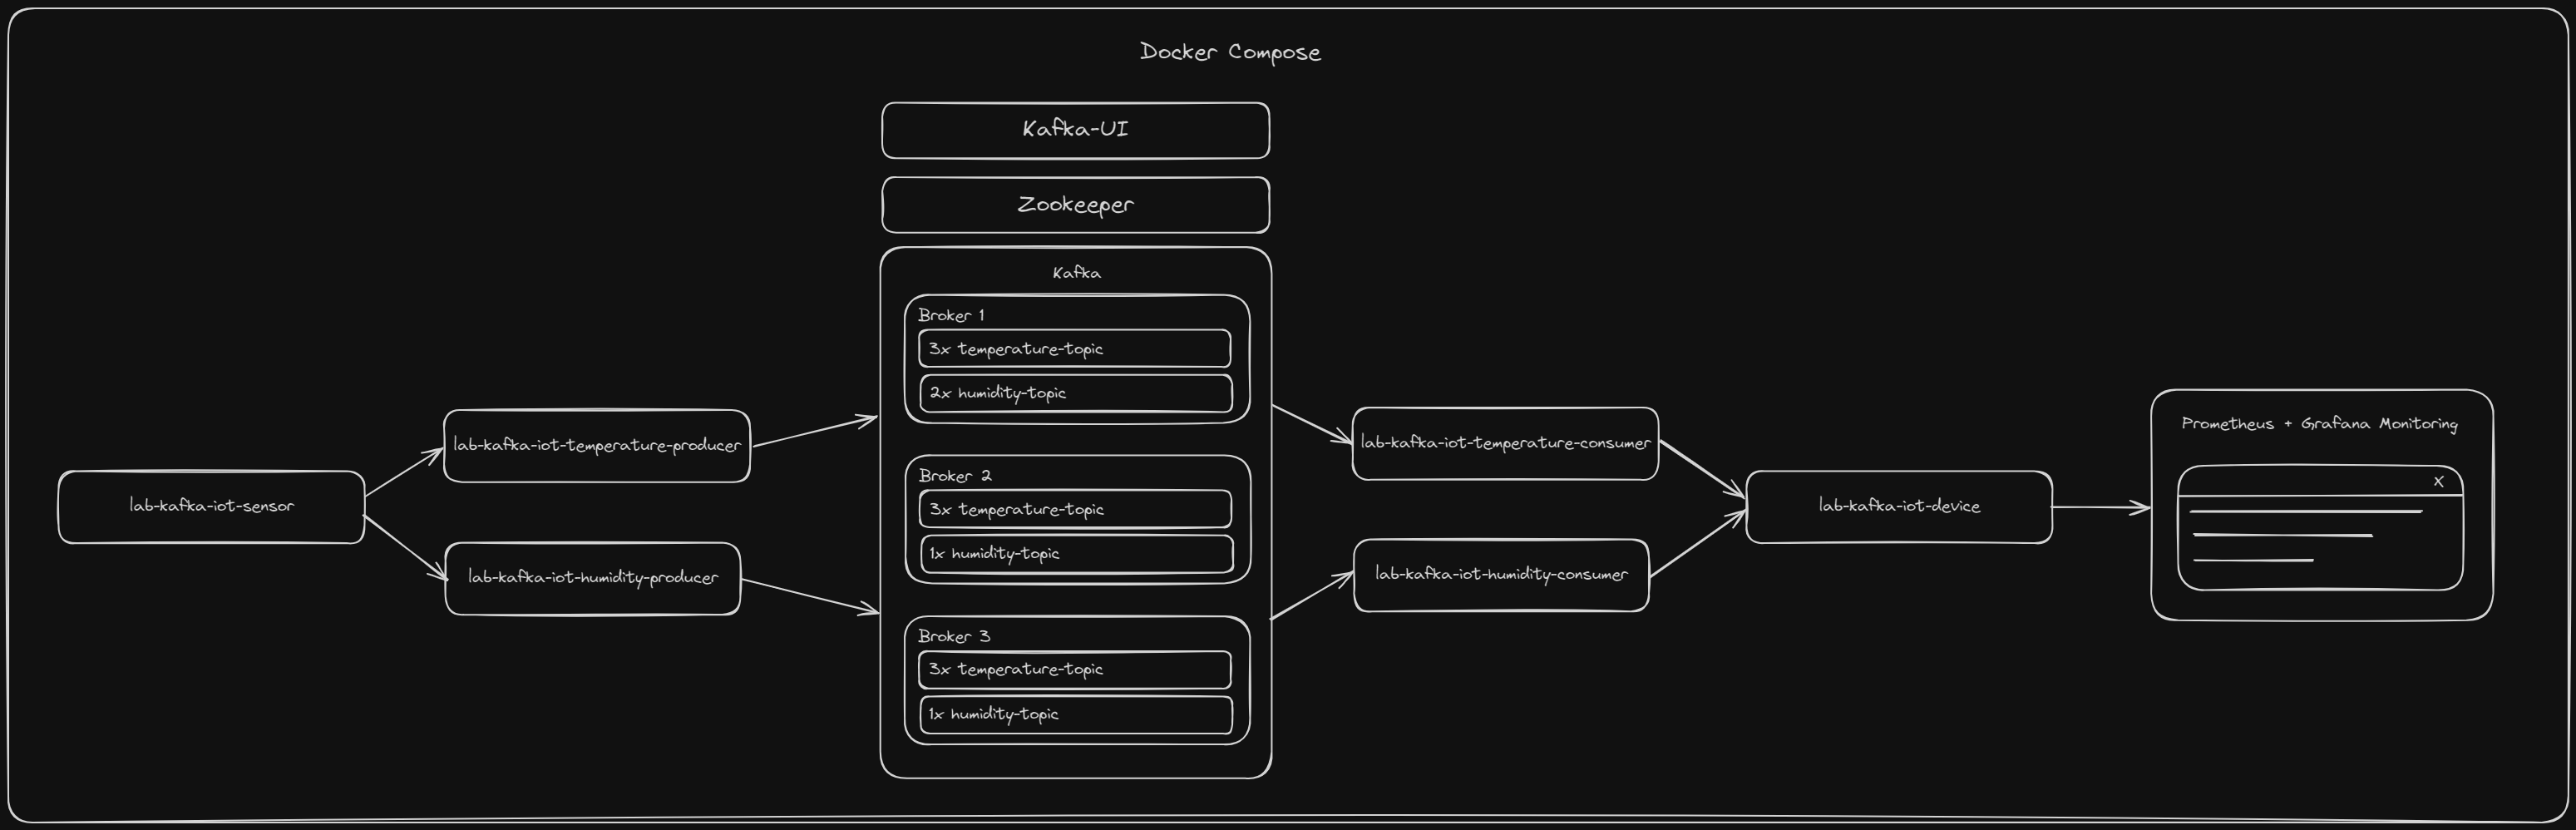 Docker Compose
Kafka-UI
Zookeeper
Kafka
Broker 1
3x temperature-topic
2x humidity-topic
Broker 2
3x temperature-topic
1x humidity-topic
Broker 3
3x temperature-topic
1x humidity-topic
lab-kafka-iot-sensor
lab-kafka-iot-temperature-producer
lab-kafka-iot-humidity-producer
lab-kafka-iot-temperature-consumer
lab-kafka-iot-humidity-consumer
lab-kafka-iot-device
Prometheus + Grafana Monitoring
X